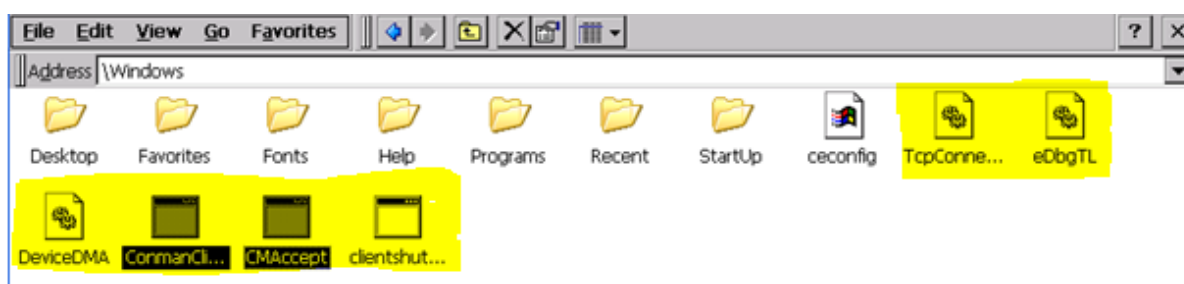 File Edit View Go Favorites ?
Address \Windows
Desktop Favorites Fonts Help Programs Recent StartUp ceconfig TcpConne... eDbgTL
DeviceDMA ConmanCli... CMAccept clientshut...